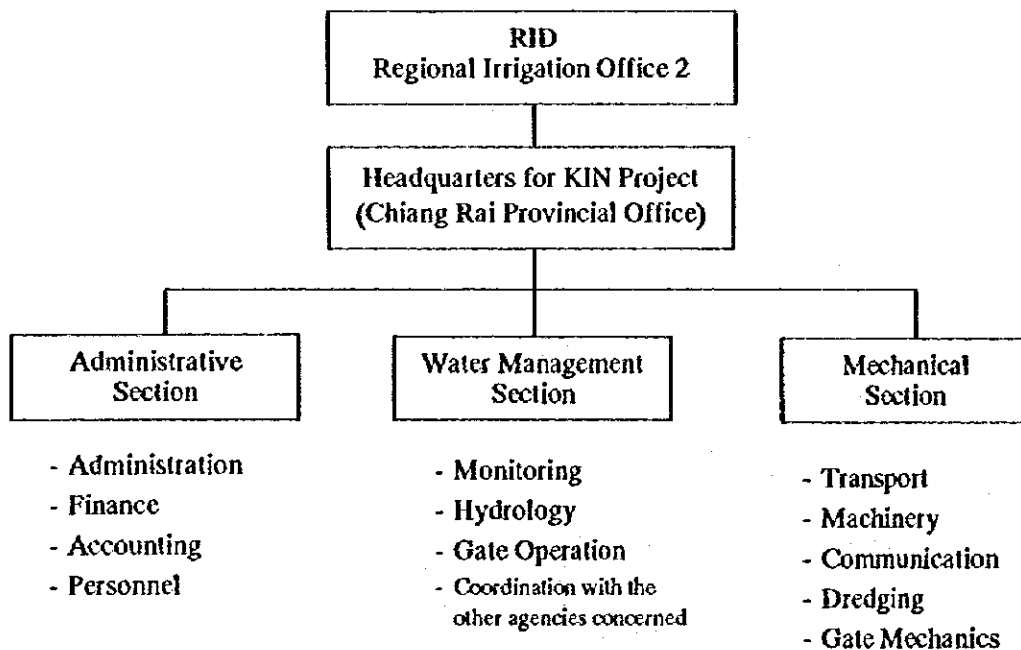 RID
Regional Irrigation Office 2
Headquarters for KIN Project
(Chiang Rai Provincial Office)
Administrative
Section
- Administration
- Finance
- Accounting
- Personnel
Water Management
Section
- Monitoring
- Hydrology
- Gate Operation
- Coordination with the
other agencies concerned
Mechanical
Section
- Transport
- Machinery
- Communication
- Dredging
- Gate Mechanics